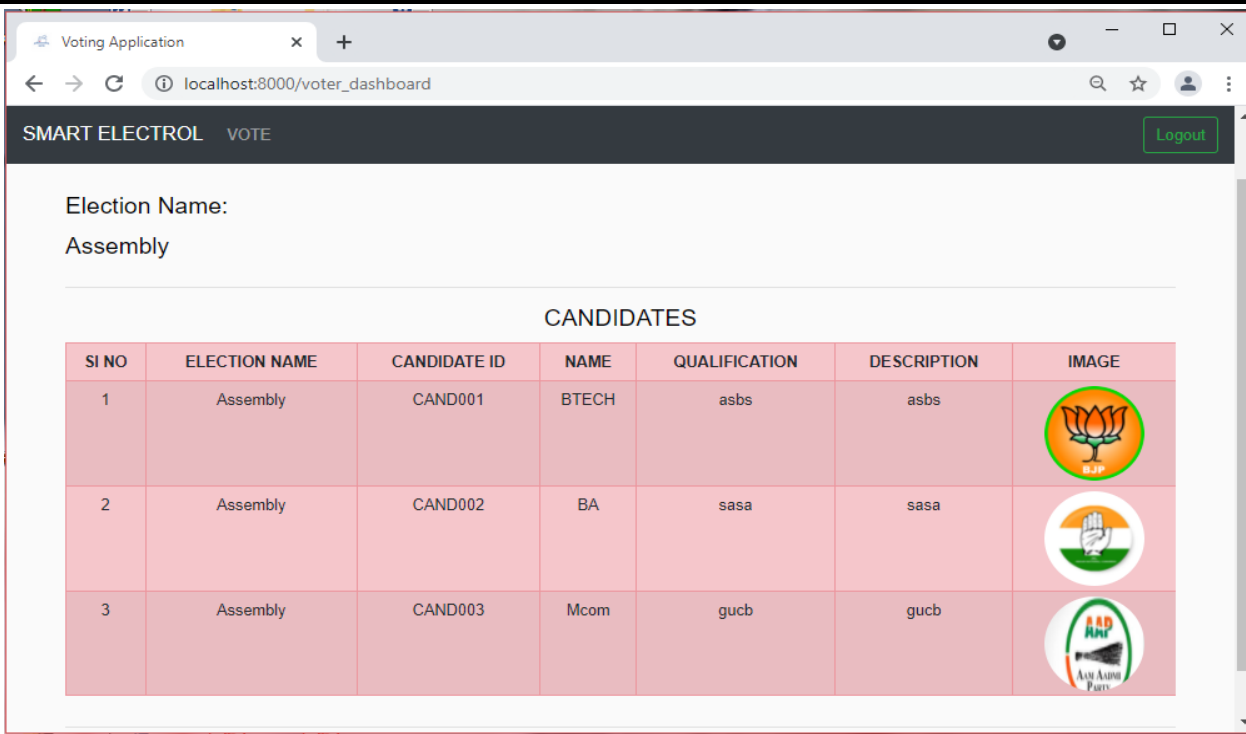 Voting Application
localhost:8000/voter_dashboard
SMART ELECTROL VOTE Logout
Election Name:
Assembly
CANDIDATES
SI NO ELECTION NAME CANDIDATE ID NAME QUALIFICATION DESCRIPTION IMAGE
1 Assembly CAND001 BTECH asbs asbs
BJP
2 Assembly CAND002 BA sasa sasa
3 Assembly CAND003 Mcom gucb gucb
AAP
AAM AADMI
PARTY